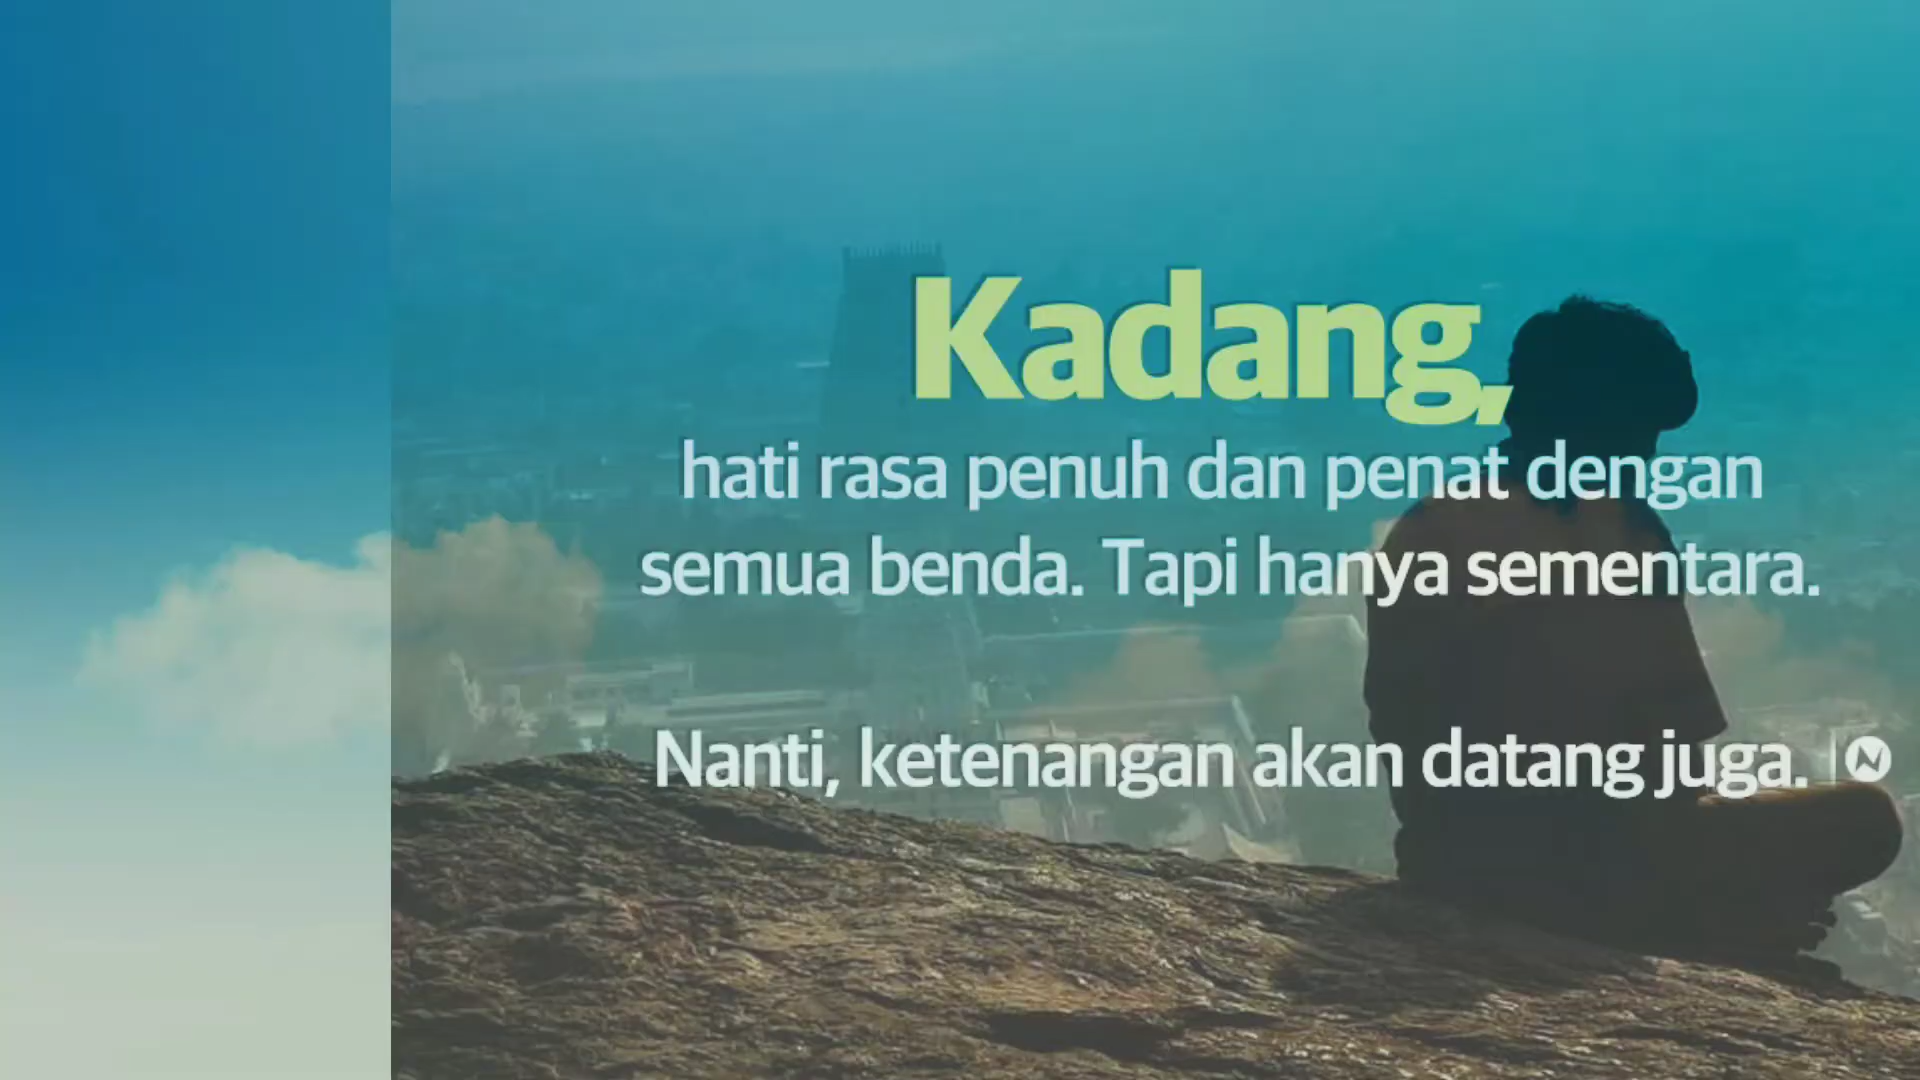 Kadang,
hati rasa penuh dan penat dengan
semua benda. Tapi hanya sementara.
Nanti, ketenangan akan datang juga.